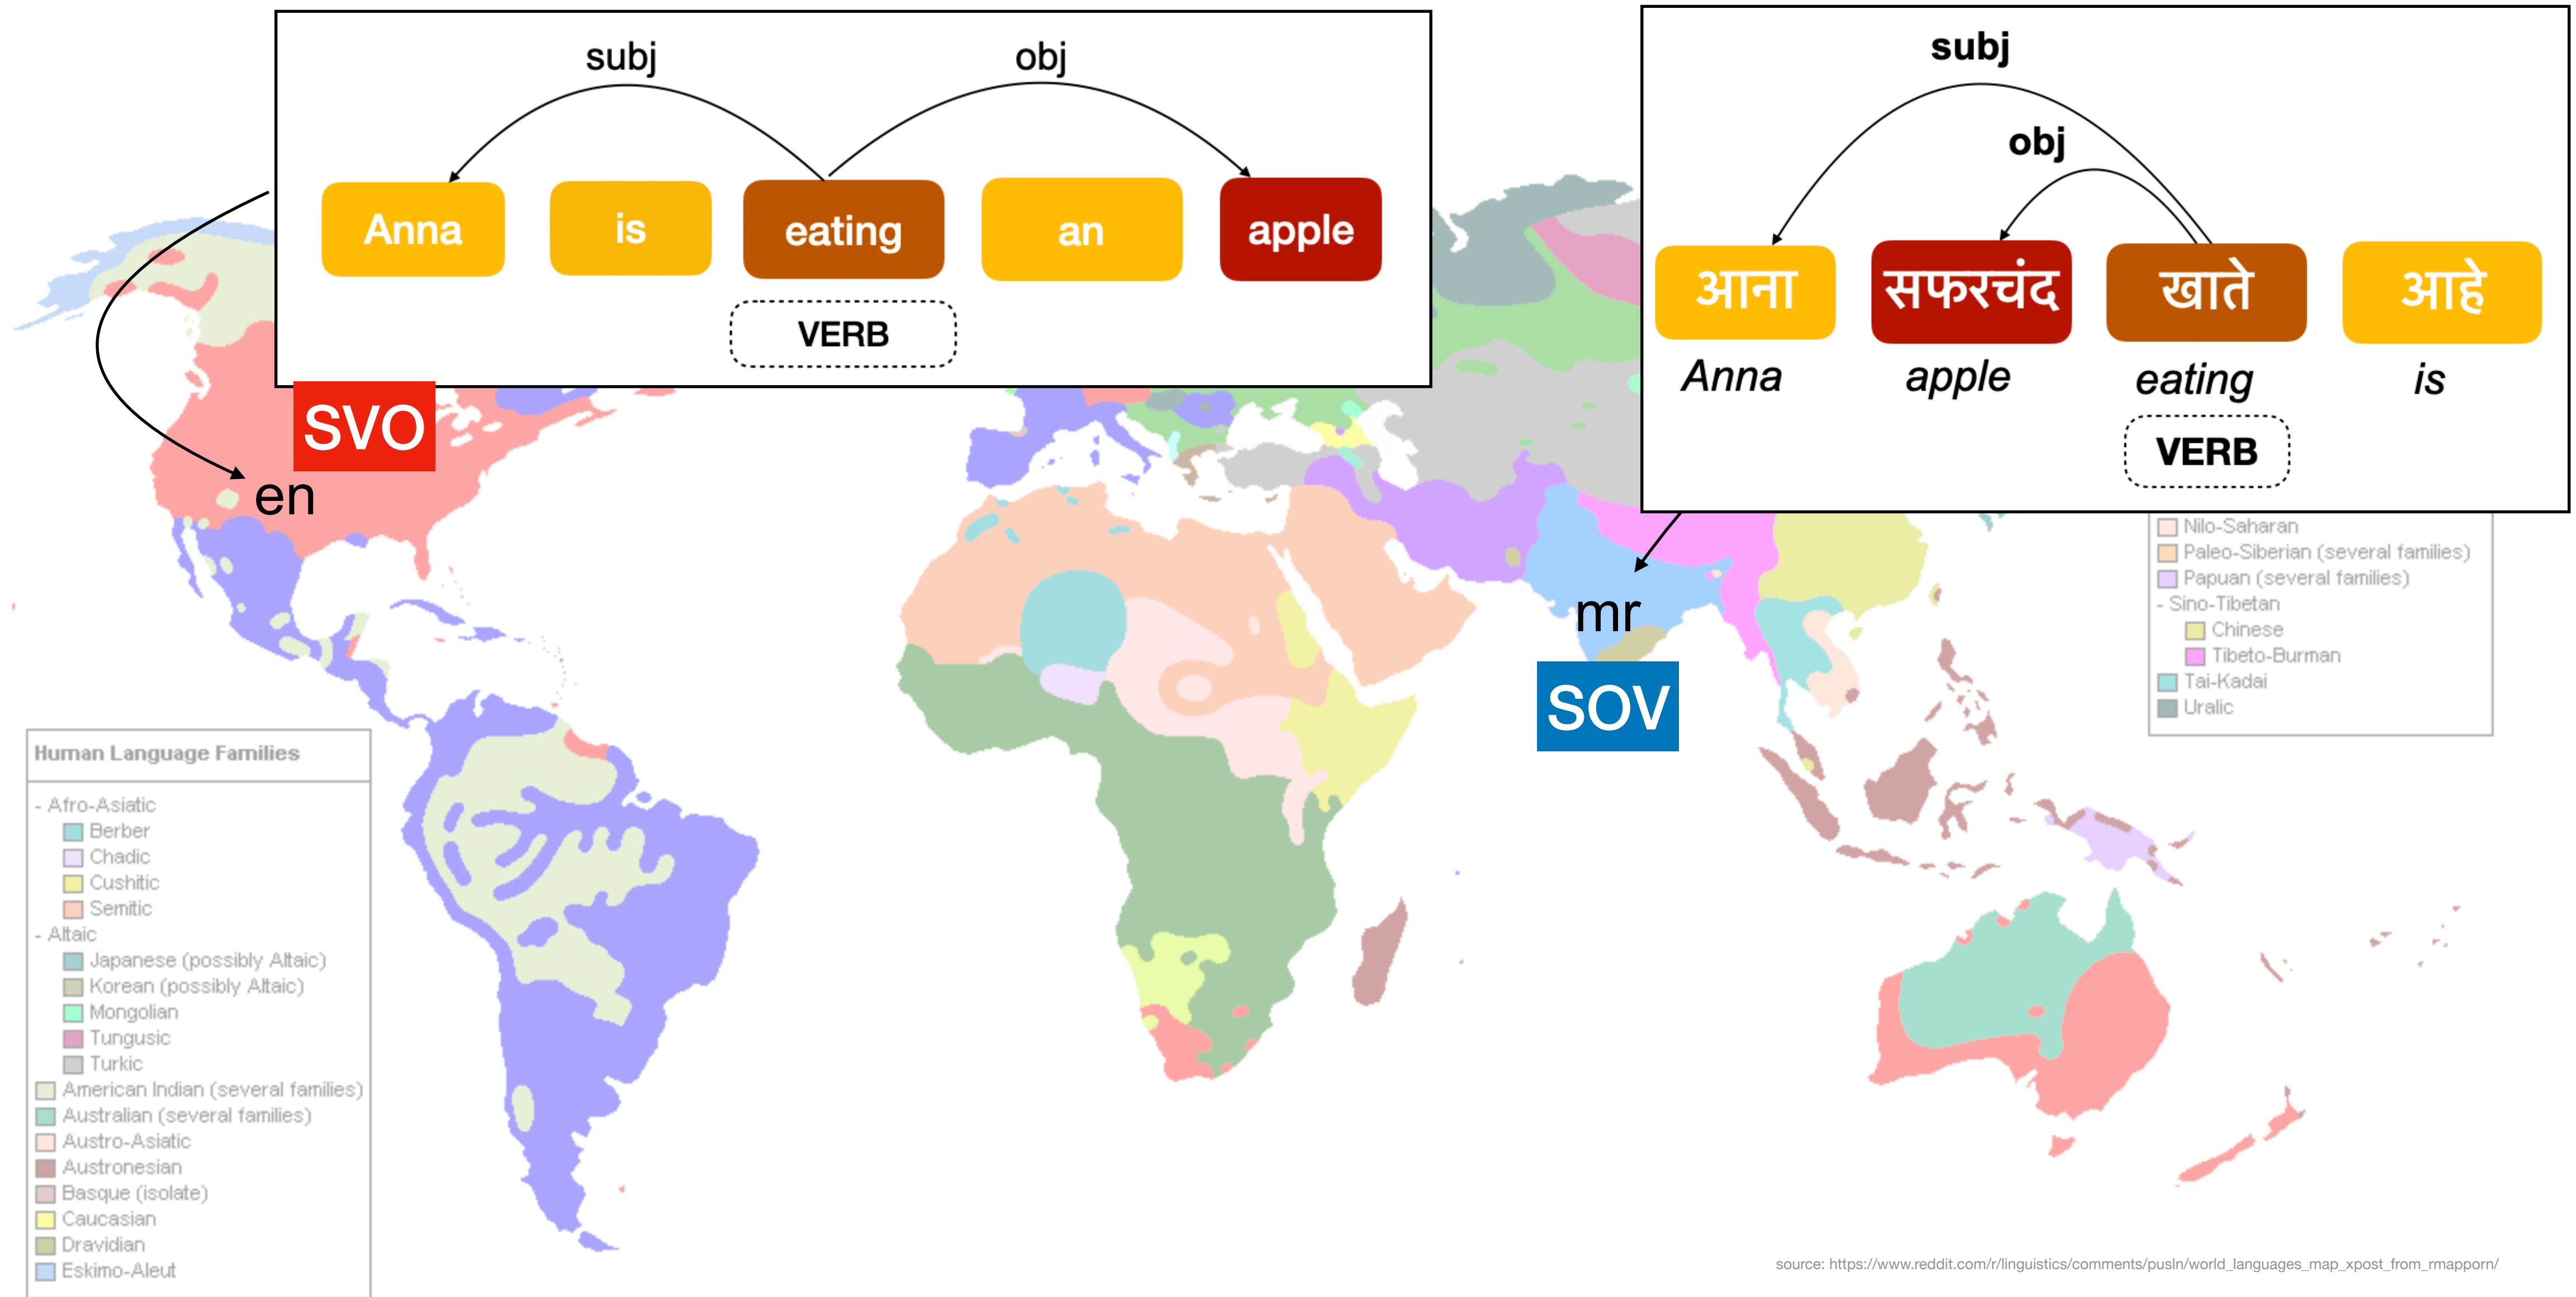 subj obj
Anna is eating an apple
VERB
SVO
en
subj
obj
आना सफरचंद खाते आहे
Anna apple eating is
VERB
mr
SOV
Human Language Families
- Afro-Asiatic
Berber
Chadic
Cushitic
Semitic
- Altaic
Japanese (possibly Altaic)
Korean (possibly Altaic)
Mongolian
Tungusic
Turkic
American Indian (several families)
Australian (several families)
Austro-Asiatic
Austronesian
Basque (isolate)
Caucasian
Dravidian
Eskimo-Aleut
Nilo-Saharan
Paleo-Siberian (several families)
Papuan (several families)
- Sino-Tibetan
Chinese
Tibeto-Burman
Tai-Kadai
Uralic
source: https://www.reddit.com/r/linguistics/comments/pusln/world_languages_map_xpost_from_rmapporn/